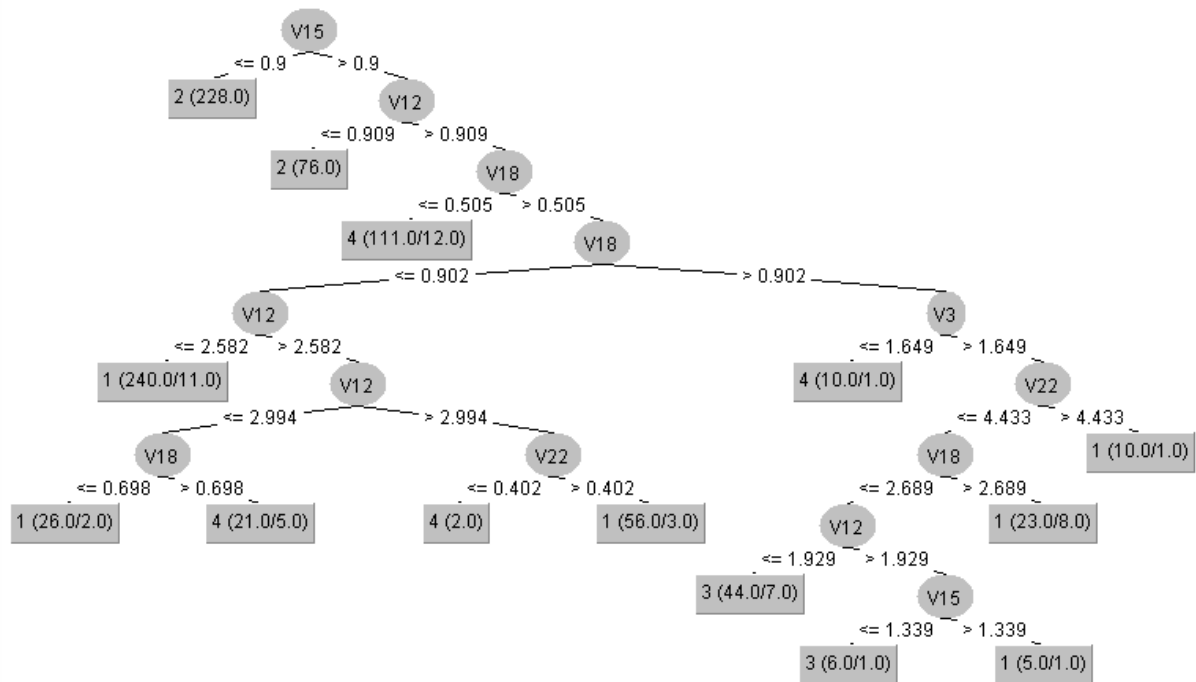 V15
<= 0.9 > 0.9
2 (228.0) V12
<= 0.909 > 0.909
2 (76.0) V18
<= 0.505 > 0.505
4 (111.0/12.0) V18
<= 0.902 > 0.902
V12 V3
<= 2.582 > 2.582 <= 1.649 > 1.649
1 (240.0/11.0) V12 4 (10.0/1.0) V22
<= 2.994 > 2.994 <= 4.433 > 4.433
V18 V22 V18 1 (10.0/1.0)
<= 0.698 > 0.698 <= 0.402 > 0.402 <= 2.689 > 2.689
1 (26.0/2.0) 4 (21.0/5.0) 4 (2.0) 1 (56.0/3.0) V12 1 (23.0/8.0)
<= 1.929 > 1.929
3 (44.0/7.0) V15
<= 1.339 > 1.339
3 (6.0/1.0) 1 (5.0/1.0)